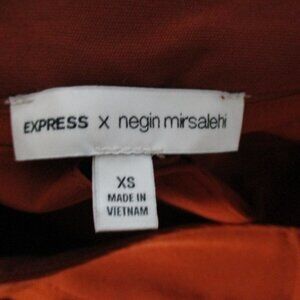 EXPRESS x negin mirsalehi
XS
MADE IN
VIETNAM